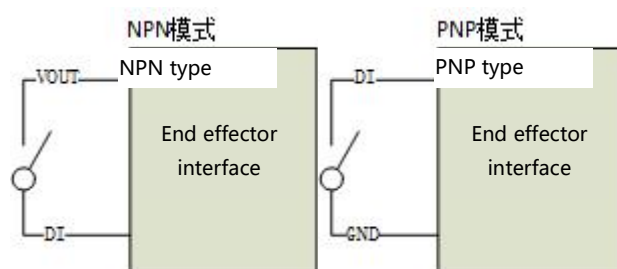 NPN模式
PNP模式
VOUT
NPN type
DI
PNP type
End effector
interface
End effector
interface
DI
GND